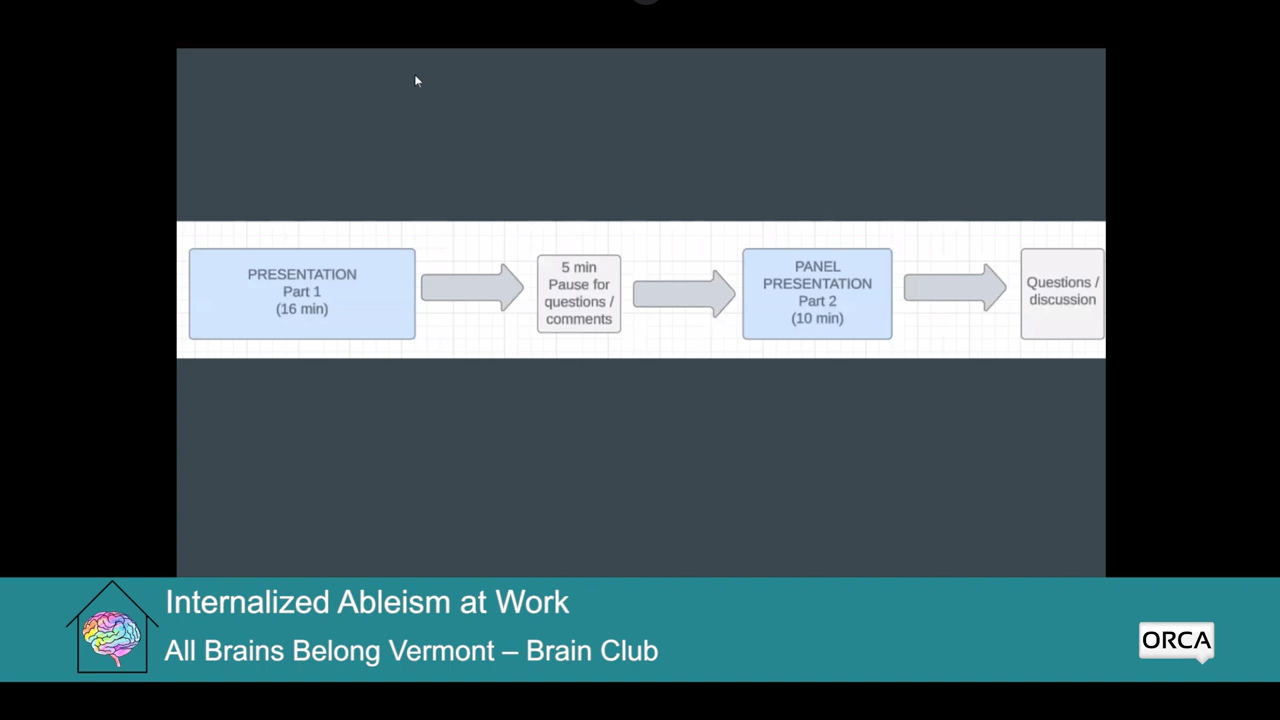 PRESENTATION
Part 1
(16 min)
5 min
Pause for
questions /
comments
PANEL
PRESENTATION
Part 2
(10 min)
Questions /
discussion
Internalized Ableism at Work
All Brains Belong Vermont – Brain Club
ORCA